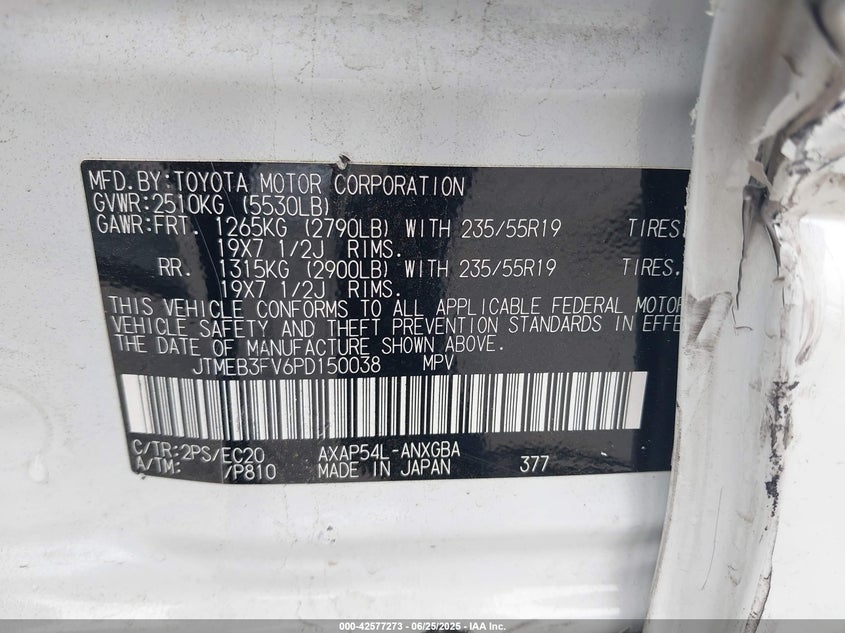 MFD.BY:TOYOTA MOTOR CORPORATION
GVWR:2510KG (5530LB)
GAWR:FRT. 1265KG (2790LB) WITH 235/55R19 TIRES
19X7 1/2J RIMS.
RR. 1315KG (2900LB) WITH 235/55R19 TIRES.
19X7 1/2J RIMS.
THIS VEHICLE CONFORMS TO ALL APPLICABLE FEDERAL MOTOR
VEHICLE SAFETY AND THEFT PREVENTION STANDARDS IN EFFE
THE DATE OF MANUFACTURE SHOWN ABOVE.
JTMEB3FV6PD150038 MPV
C/TR:2PS/EC20 AXAP54L-ANXGBA
A/TM: /P810 MADE IN JAPAN 377
000-42577273 - 06/25/2025 - IAA Inc.